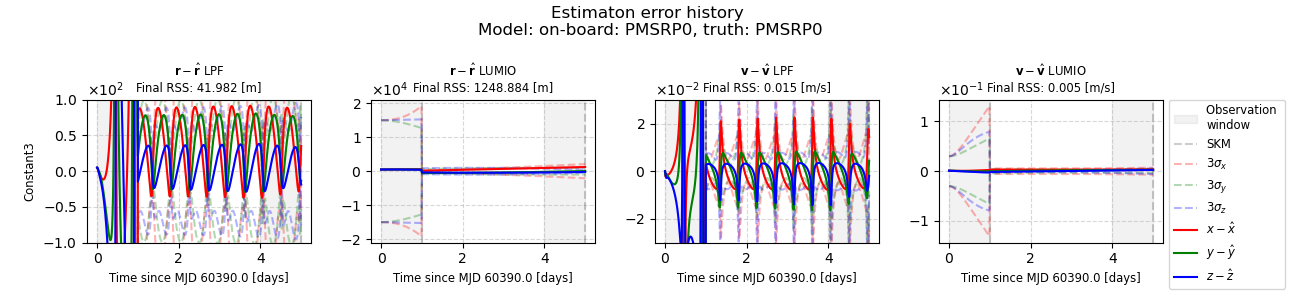 Estimaton error history
Model: on-board: PMSRP0, truth: PMSRP0
r − r̂ LPF
Final RSS: 41.982 [m]
×10²
1.0
0.5
0.0
−0.5
−1.0
Constant3
0
2
4
Time since MJD 60390.0 [days]
r − r̂ LUMIO
Final RSS: 1248.884 [m]
×10⁴
2
1
0
−1
−2
0
2
4
Time since MJD 60390.0 [days]
v − v̂ LPF
Final RSS: 0.015 [m/s]
×10⁻²
2
0
−2
0
2
4
Time since MJD 60390.0 [days]
v − v̂ LUMIO
Final RSS: 0.005 [m/s]
×10⁻¹
1
0
−1
0
2
4
Time since MJD 60390.0 [days]
Observation
window
SKM
3σₓ
3σ_y
3σ_z
x − x̂
y − ŷ
z − ẑ